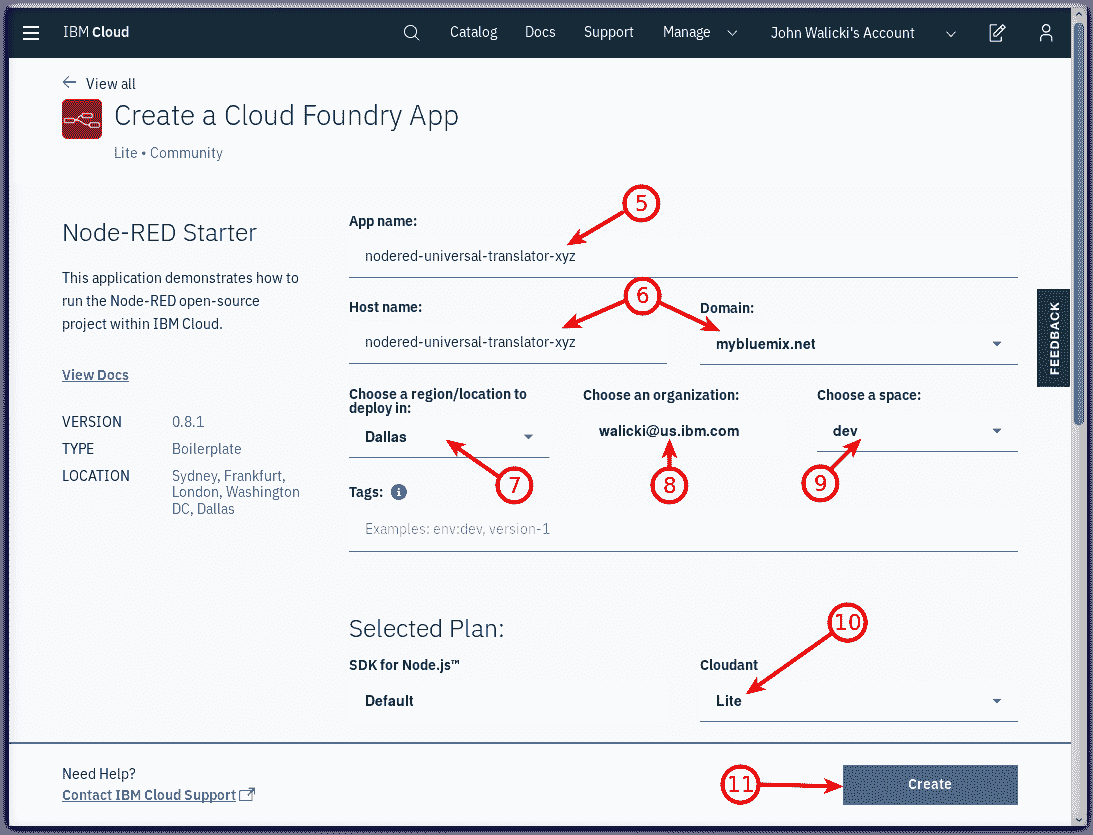 IBM Cloud
Catalog
Docs
Support
Manage
John Walicki's Account
View all
Create a Cloud Foundry App
Lite • Community
Node-RED Starter
This application demonstrates how to
run the Node-RED open-source
project within IBM Cloud.
View Docs
VERSION 0.8.1
TYPE Boilerplate
LOCATION Sydney, Frankfurt,
London, Washington
DC, Dallas
5
App name:
nodered-universal-translator-xyz
6
Host name:
nodered-universal-translator-xyz
Domain:
mybluemix.net
Choose a region/location to
deploy in:
Dallas
7
Choose an organization:
walicki@us.ibm.com
8
Choose a space:
dev
9
Tags:
Examples: env:dev, version-1
Selected Plan:
SDK for Node.js™
Default
10
Cloudant
Lite
FEEDBACK
Need Help?
Contact IBM Cloud Support
11
Create